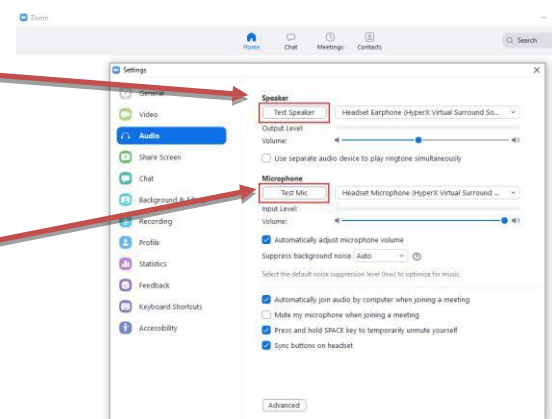 Zoom
Home Chat Meetings Contacts
Search
Settings
General
Video
Audio
Share Screen
Chat
Background &
Recording
Profile
Statistics
Feedback
Keyboard Shortcuts
Accessibility
Speaker
Test Speaker Headset Earphone (HyperX Virtual Surround So...
Output Level:
Volume:
Use separate audio device to play ringtone simultaneously
Microphone
Test Mic Headset Microphone (HyperX Virtual Surround ...
Input Level:
Volume:
Automatically adjust microphone volume
Suppress background noise Auto
Select the default noise suppression level (low) to optimize for music.
Automatically join audio by computer when joining a meeting
Mute my microphone when joining a meeting
Press and hold SPACE key to temporarily unmute yourself
Sync buttons on headset
Advanced